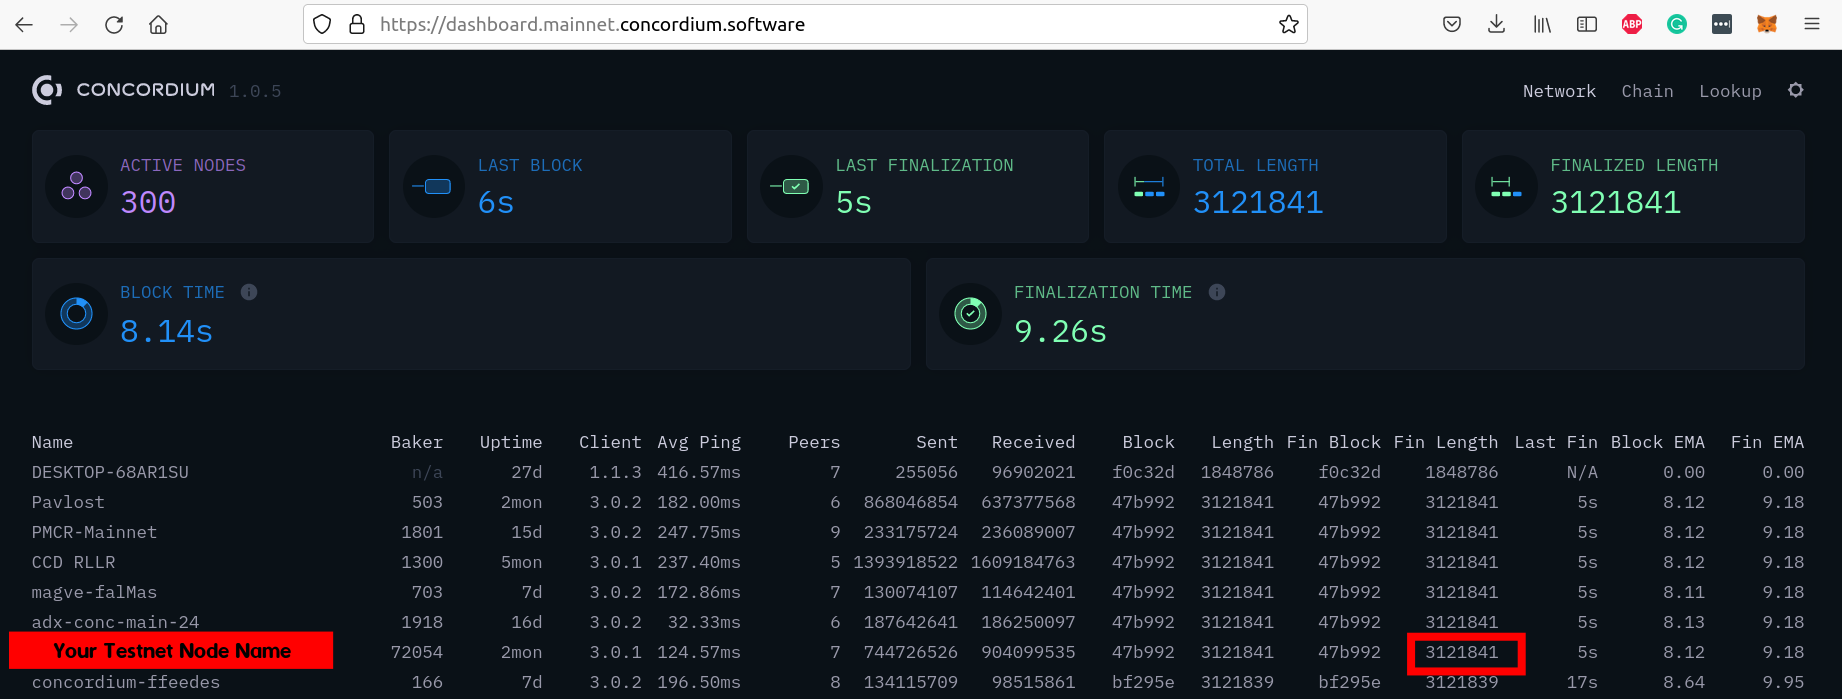 https://dashboard.mainnet.concordium.software
ABP
CONCORDIUM 1.0.5
Network Chain Lookup
ACTIVE NODES
300
LAST BLOCK
6s
LAST FINALIZATION
5s
TOTAL LENGTH
3121841
FINALIZED LENGTH
3121841
BLOCK TIME
8.14s
FINALIZATION TIME
9.26s
Name Baker Uptime Client Avg Ping Peers Sent Received Block Length Fin Block Fin Length Last Fin Block EMA Fin EMA
DESKTOP-68AR1SU n/a 27d 1.1.3 416.57ms 7 255056 96902021 f0c32d 1848786 f0c32d 1848786 N/A 0.00 0.00
Pavlost 503 2mon 3.0.2 182.00ms 6 868046854 637377568 47b992 3121841 47b992 3121841 5s 8.12 9.18
PMCR-Mainnet 1801 15d 3.0.2 247.75ms 9 233175724 236089007 47b992 3121841 47b992 3121841 5s 8.12 9.18
CCD RLLR 1300 5mon 3.0.1 237.40ms 5 1393918522 1609184763 47b992 3121841 47b992 3121841 5s 8.12 9.18
magve-falMas 703 7d 3.0.2 172.86ms 7 130074107 114642401 47b992 3121841 47b992 3121841 5s 8.11 9.18
adx-conc-main-24 1918 16d 3.0.2 32.33ms 6 187642641 186250097 47b992 3121841 47b992 3121841 5s 8.13 9.18
Your Testnet Node Name 72054 2mon 3.0.1 124.57ms 7 744726526 904099535 47b992 3121841 47b992 3121841 5s 8.12 9.18
concordium-ffeedes 166 7d 3.0.2 196.50ms 8 134115709 98515861 bf295e 3121839 bf295e 3121839 17s 8.64 9.95